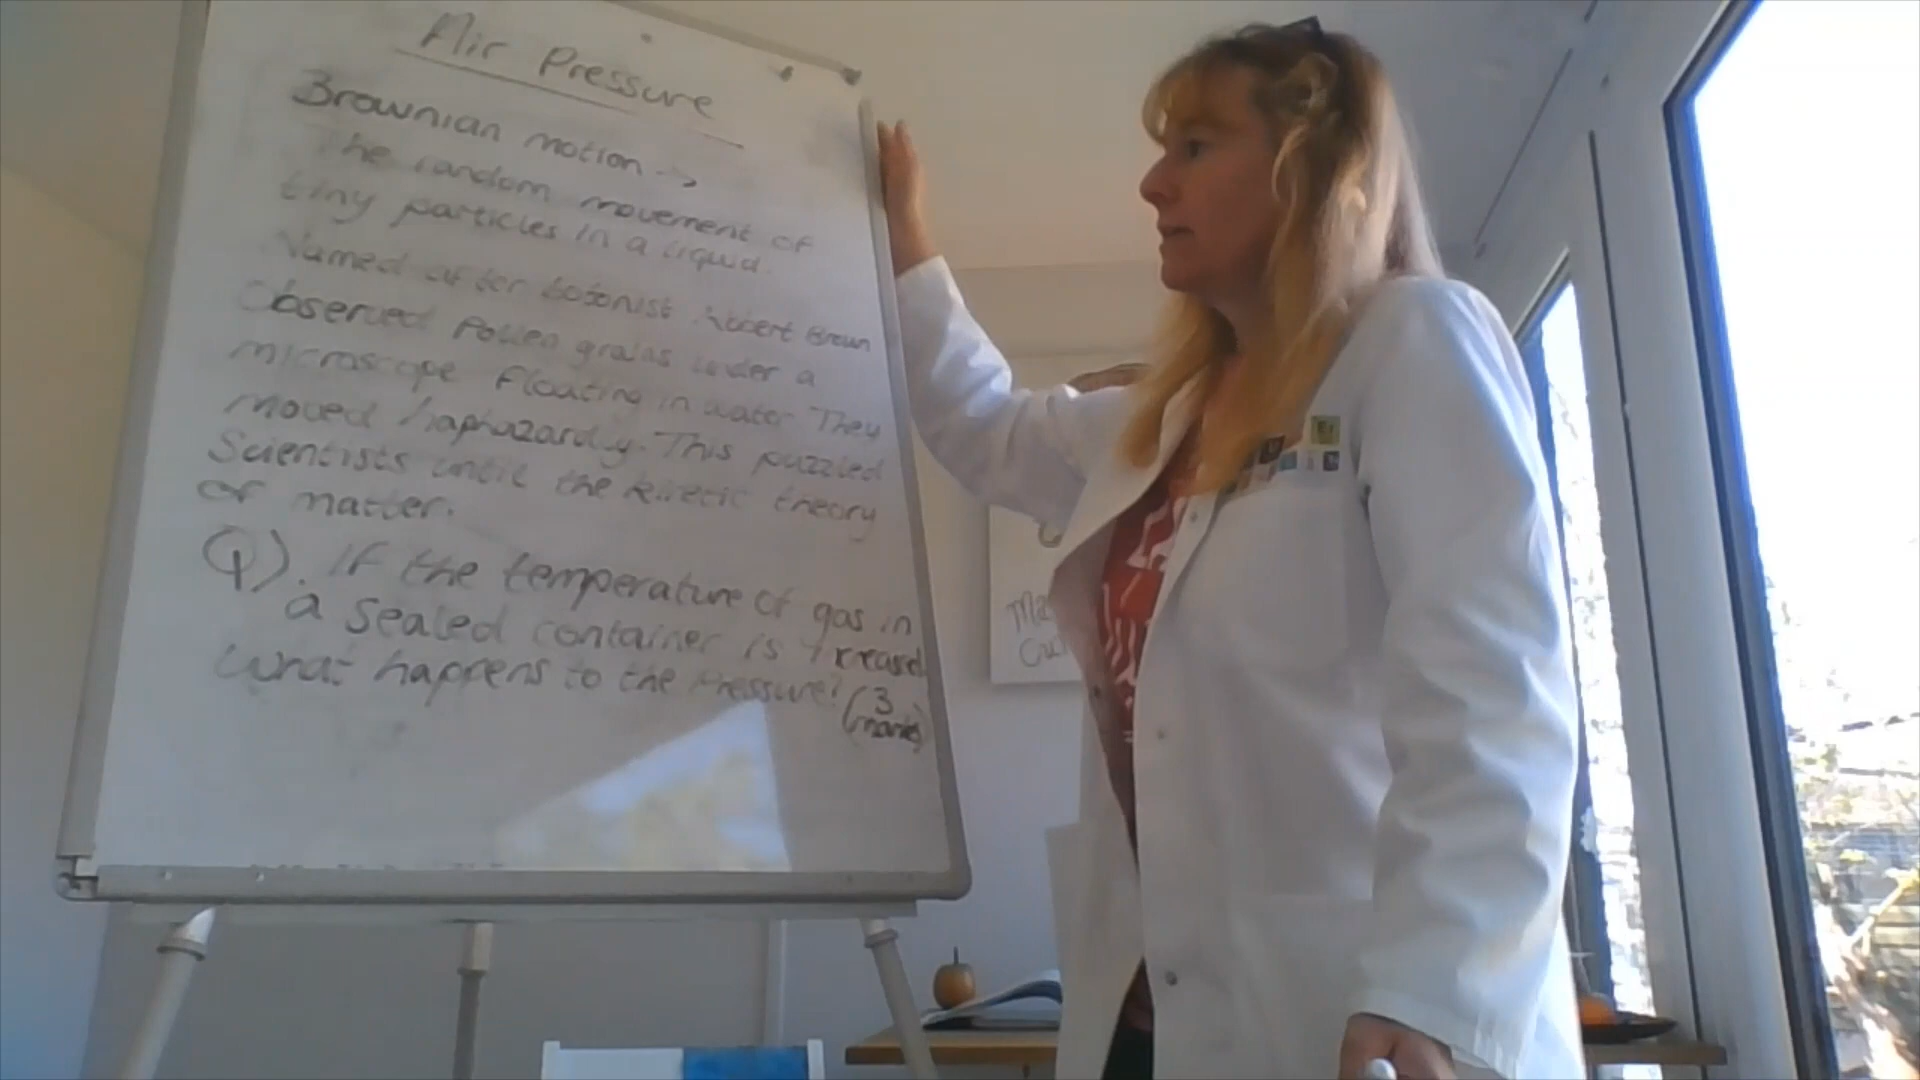 Air Pressure
Brownian motion →
The random movement of
tiny particles in a liquid.
Named after botonist Robert Brown
Observed Pollen grains under a
microscope floating in water They
moved haphazardly. This puzzled
Scientists until the kinetic theory
of matter.
Q). If the temperature of gas in
a sealed container is increased
What happens to the Pressure?
(3
marks)